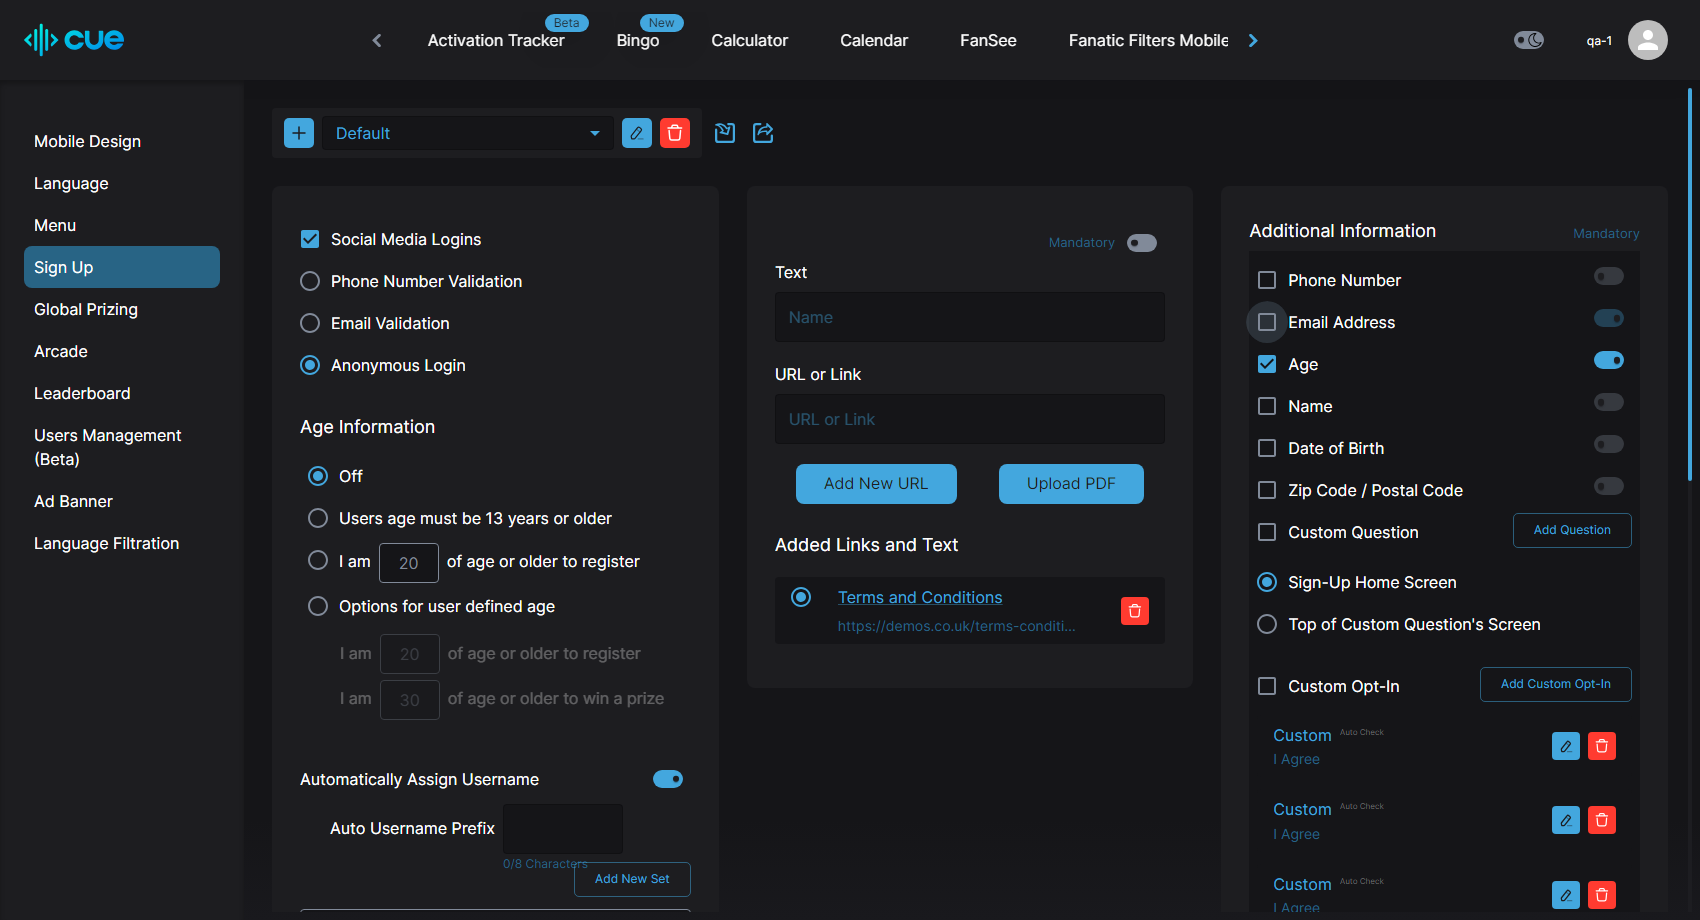 cue
Activation Tracker
Beta
Bingo
New
Calculator
Calendar
FanSee
Fanatic Filters Mobile
qa-1
Mobile Design
Language
Menu
Sign Up
Global Prizing
Arcade
Leaderboard
Users Management
(Beta)
Ad Banner
Language Filtration
Default
Social Media Logins
Phone Number Validation
Email Validation
Anonymous Login
Age Information
Off
Users age must be 13 years or older
I am 20 of age or older to register
Options for user defined age
I am 20 of age or older to register
I am 30 of age or older to win a prize
Automatically Assign Username
Auto Username Prefix
0/8 Characters
Add New Set
Mandatory
Text
Name
URL or Link
URL or Link
Add New URL
Upload PDF
Added Links and Text
Terms and Conditions
https://demos.co.uk/terms-conditi...
Additional Information
Mandatory
Phone Number
Email Address
Age
Name
Date of Birth
Zip Code / Postal Code
Custom Question
Add Question
Sign-Up Home Screen
Top of Custom Question's Screen
Custom Opt-In
Add Custom Opt-In
Custom Auto Check
I Agree
Custom Auto Check
I Agree
Custom Auto Check
I Agree